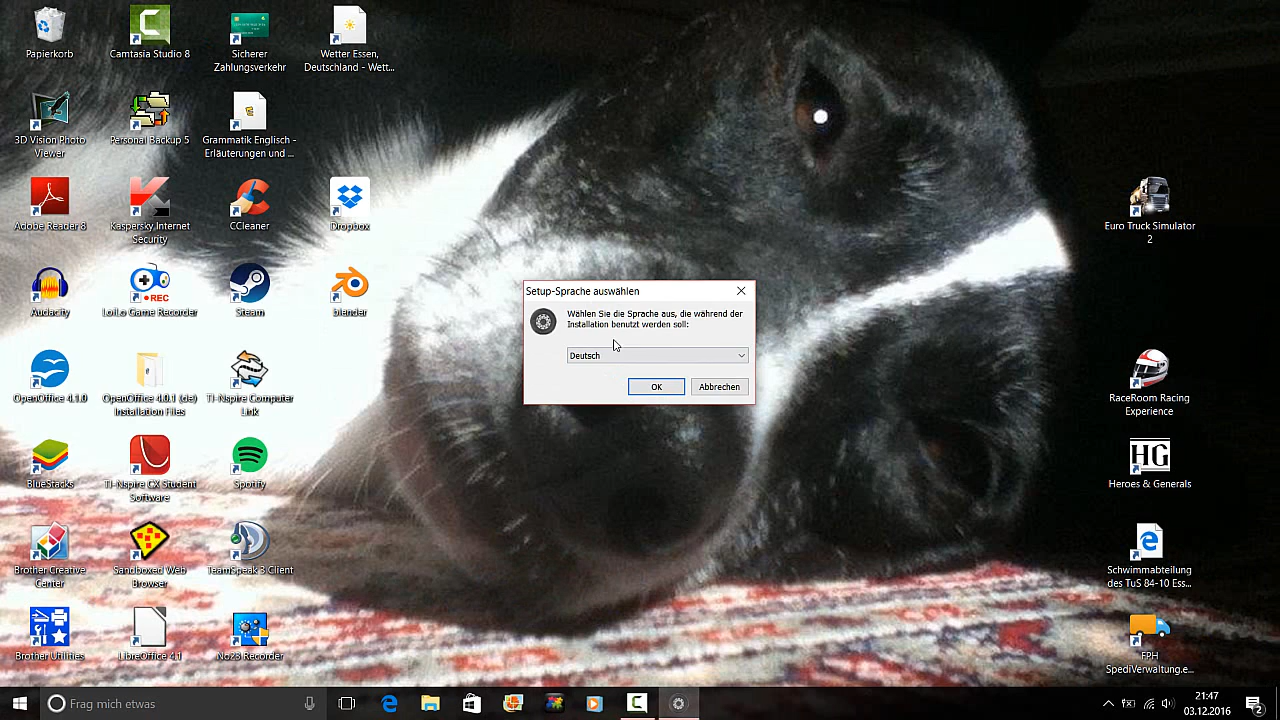 Papierkorb
Camtasia Studio 8
Sicherer
Zahlungsverkehr
Wetter Essen,
Deutschland - Wett...
3D Vision Photo
Viewer
Personal Backup 5
Grammatik Englisch -
Erläuterungen und ...
Adobe Reader 8
Kaspersky Internet
Security
CCleaner
Dropbox
Euro Truck Simulator
2
Audacity
REC
LoiLo Game Recorder
Steam
blender
Setup-Sprache auswählen
Wählen Sie die Sprache aus, die während der
Installation benutzt werden soll:
Deutsch
OK
Abbrechen
OpenOffice 4.1.0
OpenOffice 4.0.1 (de)
Installation Files
TI-Nspire Computer
Link
RaceRoom Racing
Experience
BlueStacks
TI-Nspire CX Student
Software
Spotify
HG
Heroes & Generals
Brother Creative
Center
Sandboxed Web
Browser
TeamSpeak 3 Client
Schwimmabteilung
des TuS 84-10 Ess...
Brother Utilities
LibreOffice 4.1
No23 Recorder
FPH
SpediVerwaltung.e...
Frag mich etwas
21:47
03.12.2016
2